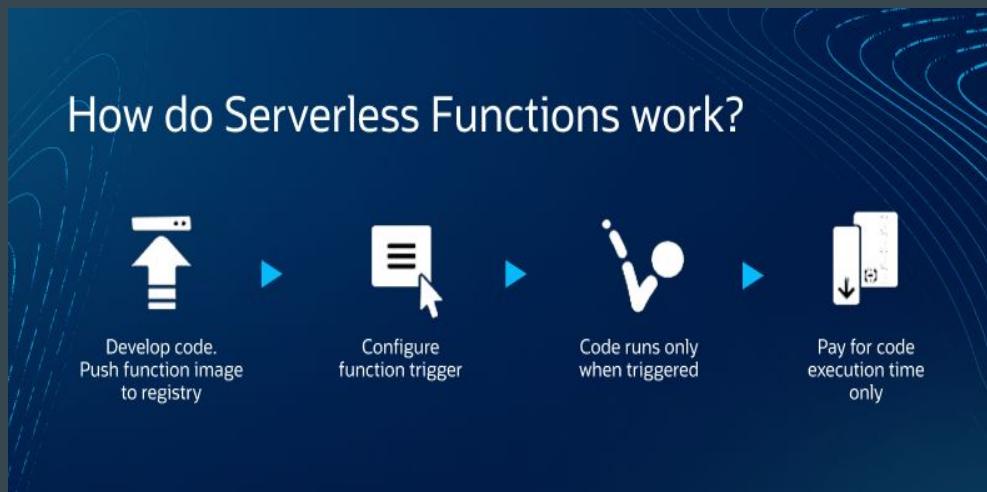 How do Serverless Functions work?
Develop code.
Push function image
to registry
Configure
function trigger
Code runs only
when triggered
Pay for code
execution time
only